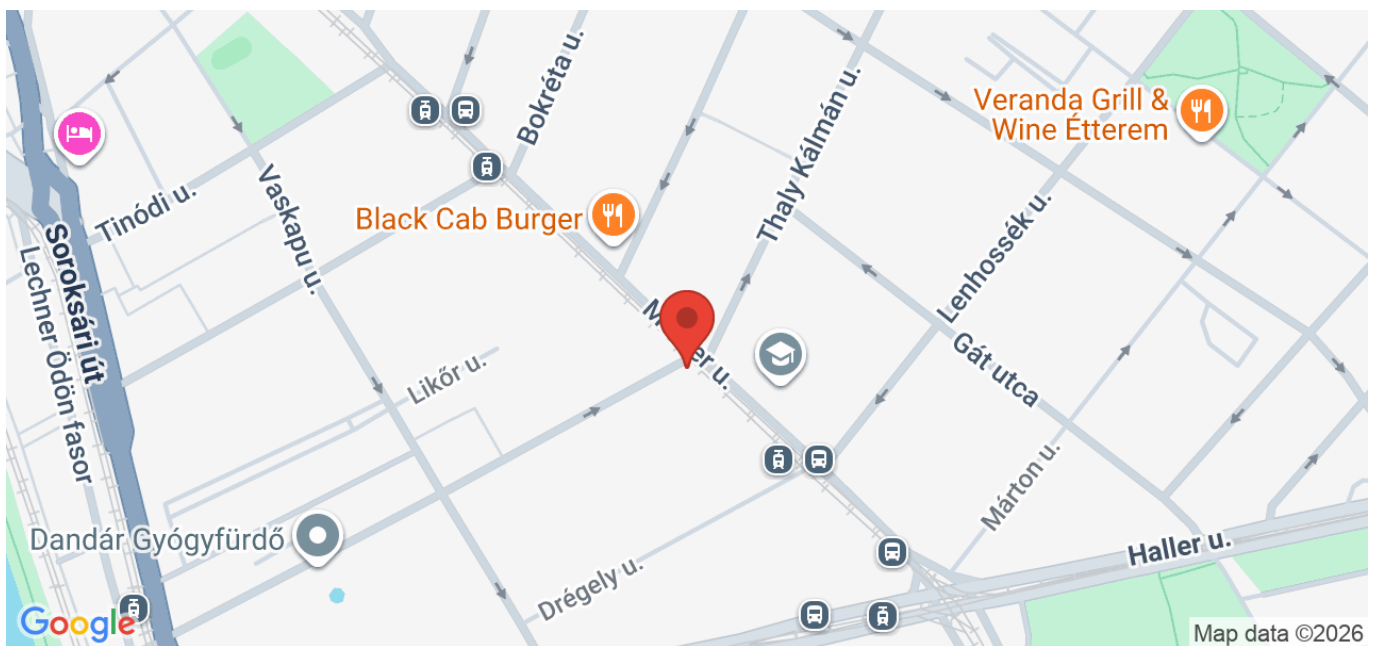 Bokréta u.
Thaly Kálmán u.
Veranda Grill &
Wine Étterem
Tinódi u.
Vaskapu u.
Black Cab Burger
Lenhossék u.
Soroksári út
Lechner Ödön fasor
Likőr u.
Gát utca
Márton u.
Dandár Gyógyfürdő
Drégely u.
Haller u.
Google
Map data ©2026